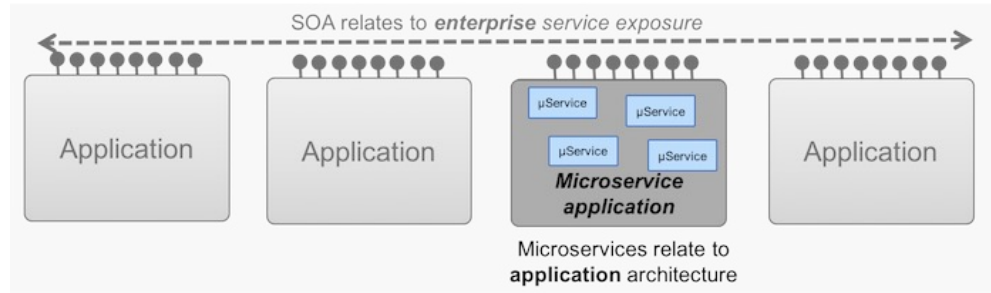 SOA relates to enterprise service exposure
Application
Application
µService
µService
µService
µService
Microservice
application
Application
Microservices relate to
application architecture